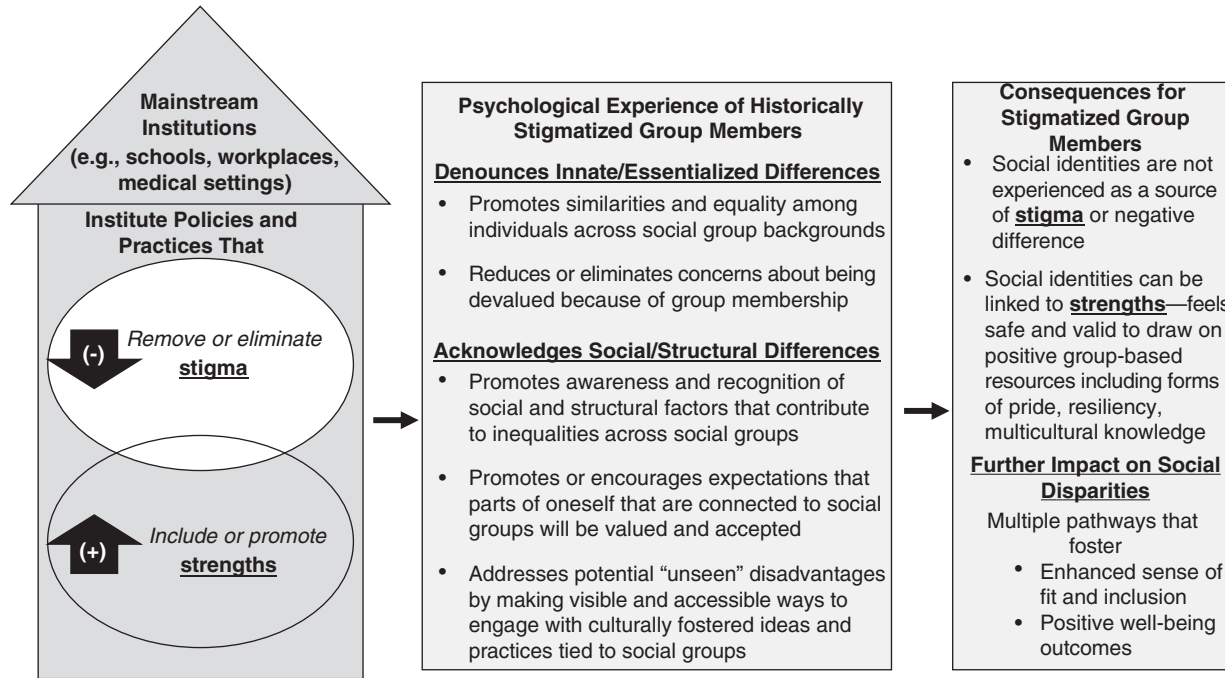 Mainstream
Institutions
(e.g., schools, workplaces,
medical settings)
Institute Policies and
Practices That
(-)
Remove or eliminate
stigma
(+)
Include or promote
strengths
Psychological Experience of Historically
Stigmatized Group Members
Denounces Innate/Essentialized Differences
• Promotes similarities and equality among
individuals across social group backgrounds
• Reduces or eliminates concerns about being
devalued because of group membership
Acknowledges Social/Structural Differences
• Promotes awareness and recognition of
social and structural factors that contribute
to inequalities across social groups
• Promotes or encourages expectations that
parts of oneself that are connected to social
groups will be valued and accepted
• Addresses potential “unseen” disadvantages
by making visible and accessible ways to
engage with culturally fostered ideas and
practices tied to social groups
Consequences for
Stigmatized Group
Members
• Social identities are not
experienced as a source
of stigma or negative
difference
• Social identities can be
linked to strengths—feels
safe and valid to draw on
positive group-based
resources including forms
of pride, resiliency,
multicultural knowledge
Further Impact on Social
Disparities
Multiple pathways that
foster
• Enhanced sense of
fit and inclusion
• Positive well-being
outcomes